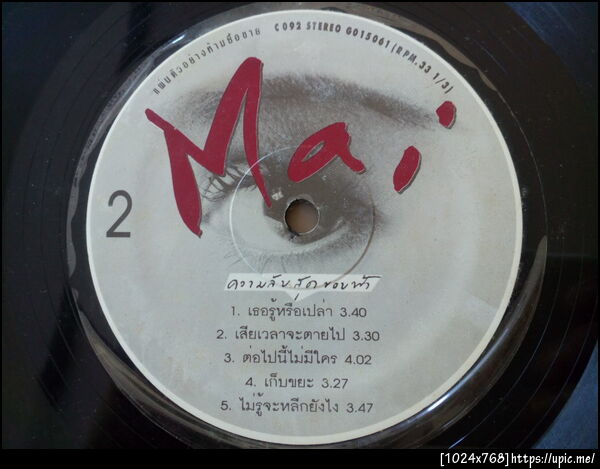 แผ่นตัวอย่างห้ามซื้อขาย C 092 STEREO G015061 (RPM.33 1/3)
Mai
2
ความลับสุดขอบฟ้า
1. เธอรู้หรือเปล่า 3.40
2. เสียเวลาจะตายไป 3.30
3. ต่อไปนี้ไม่มีใคร 4.02
4. เก็บขยะ 3.27
5. ไม่รู้จะหลีกยังไง 3.47
[1024x768]https://upic.me/